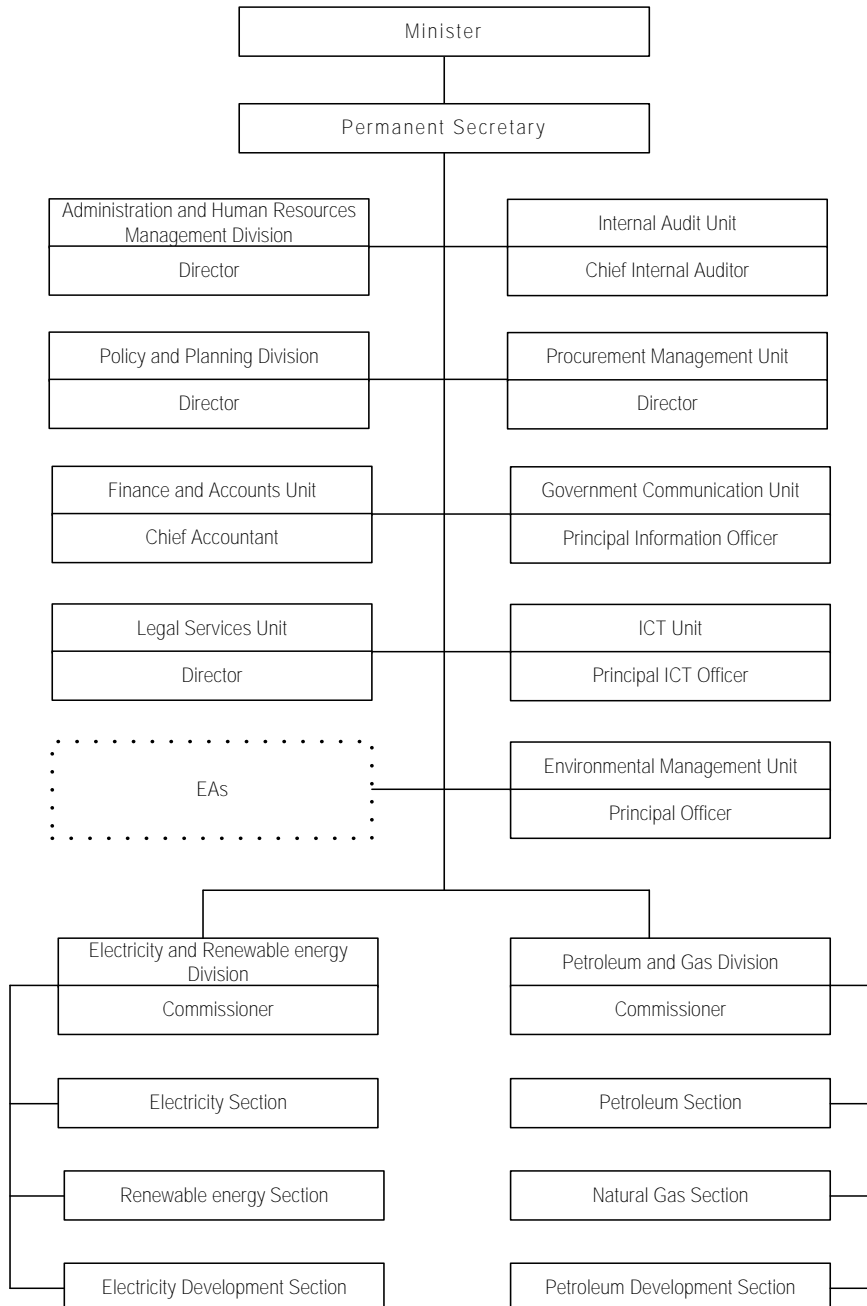 Minister
Permanent Secretary
Administration and Human Resources
Management Division
Director
Internal Audit Unit
Chief Internal Auditor
Policy and Planning Division
Director
Procurement Management Unit
Director
Finance and Accounts Unit
Chief Accountant
Government Communication Unit
Principal Information Officer
Legal Services Unit
Director
ICT Unit
Principal ICT Officer
EAs
Environmental Management Unit
Principal Officer
Electricity and Renewable energy
Division
Commissioner
Petroleum and Gas Division
Commissioner
Electricity Section
Petroleum Section
Renewable energy Section
Natural Gas Section
Electricity Development Section
Petroleum Development Section